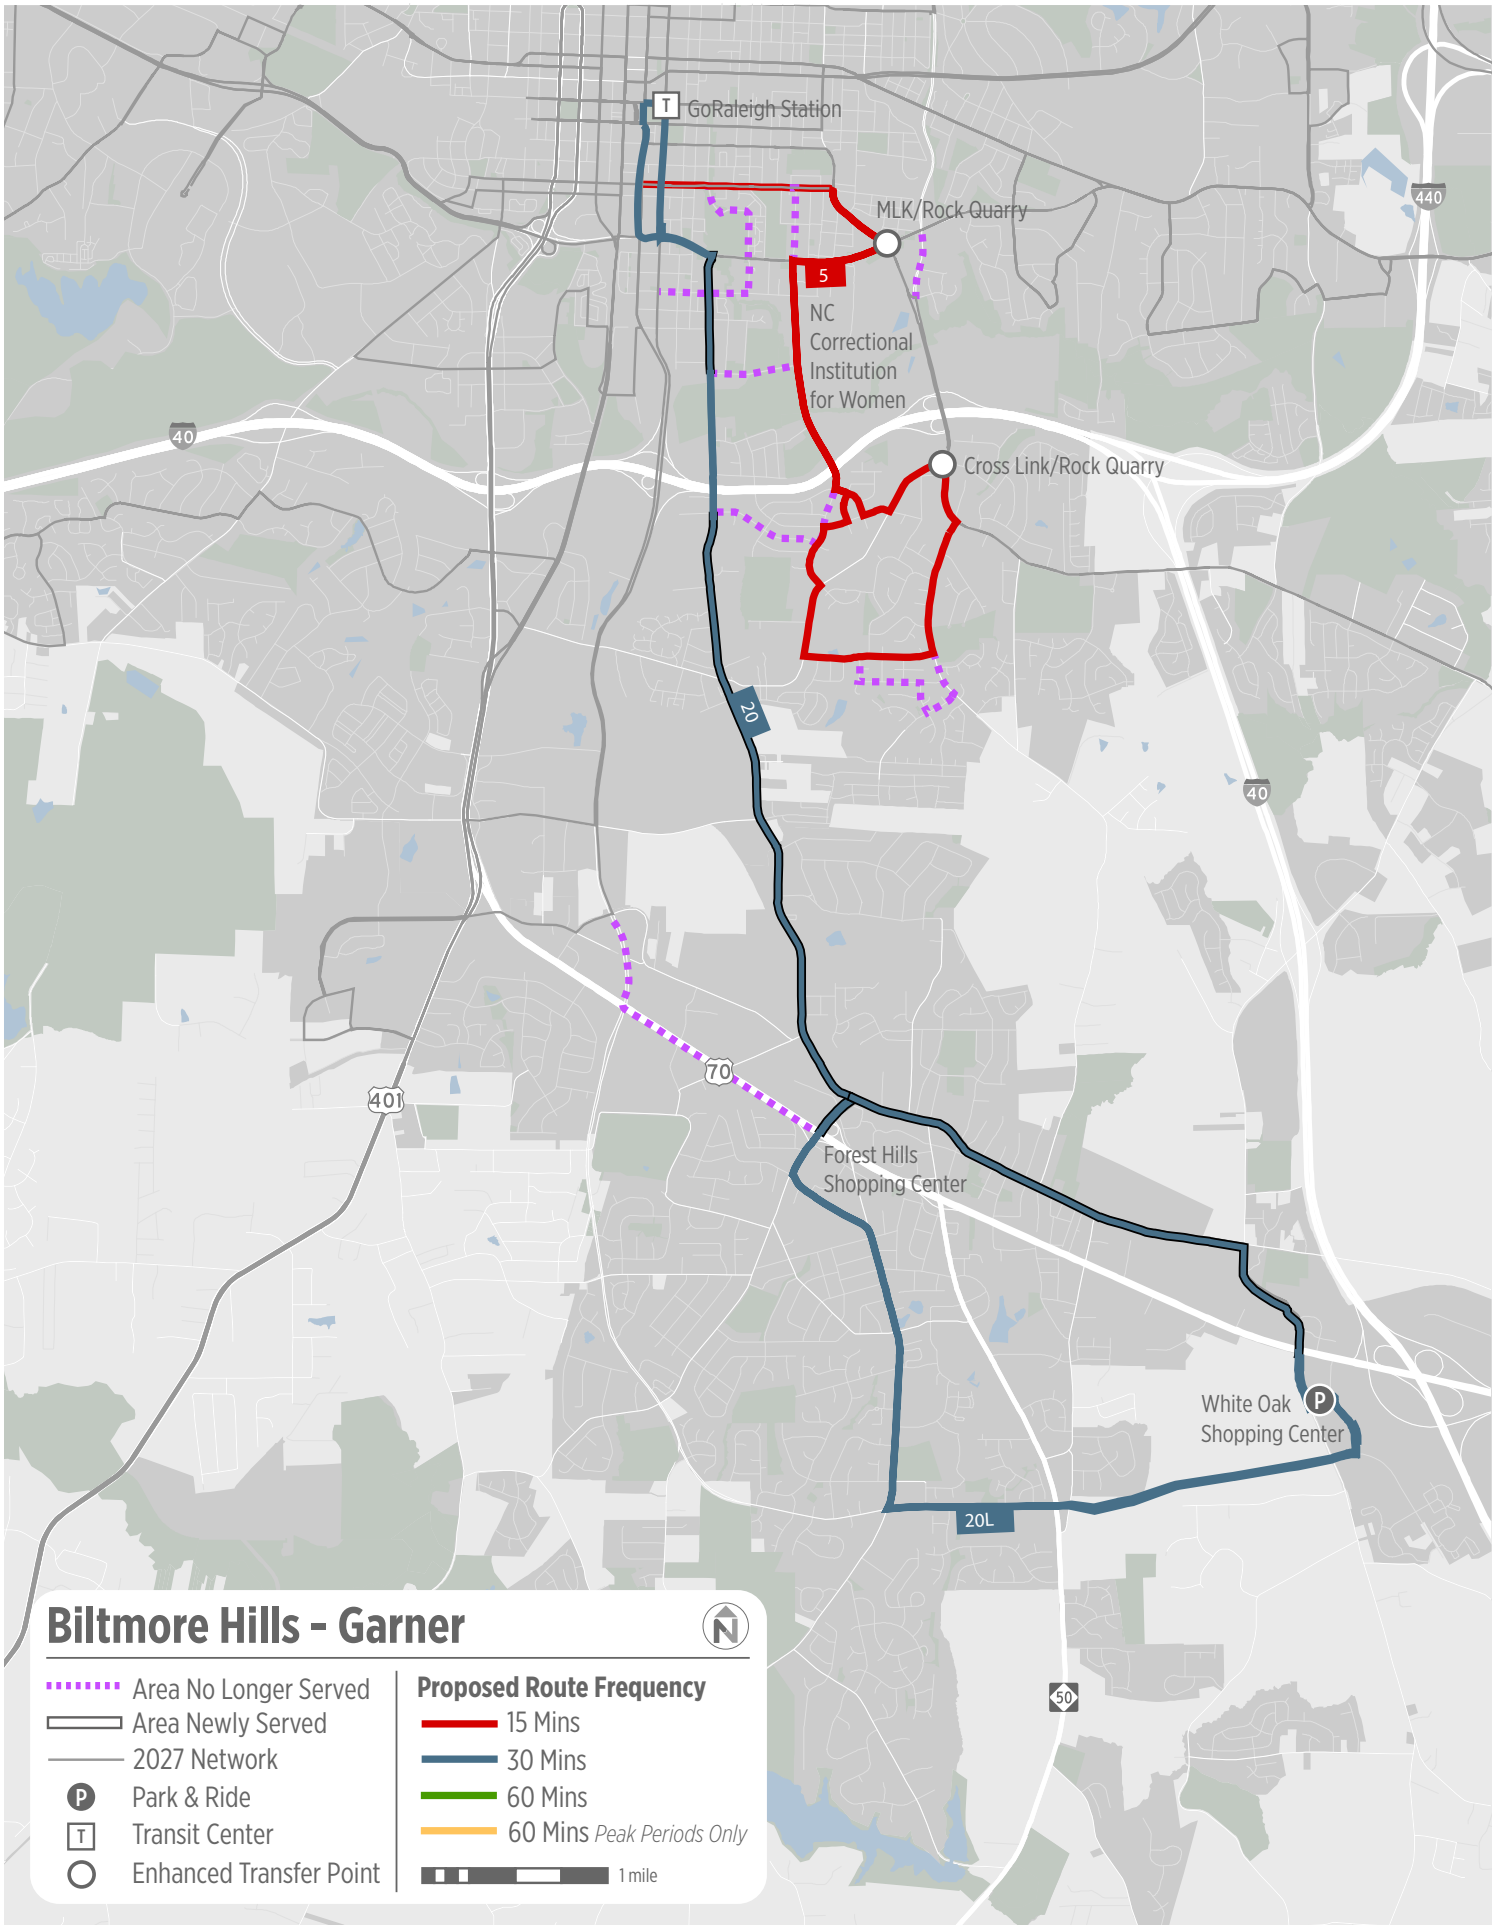 T
GoRaleigh Station
440
MLK/Rock Quarry
5
NC
Correctional
Institution
for Women
40
Cross Link/Rock Quarry
20
40
70
401
Forest Hills
Shopping Center
P
White Oak
Shopping Center
20L
50
Biltmore Hills - Garner
N
Area No Longer Served
Area Newly Served
2027 Network
P
Park & Ride
T
Transit Center
Enhanced Transfer Point
Proposed Route Frequency
15 Mins
30 Mins
60 Mins
60 Mins Peak Periods Only
1 mile